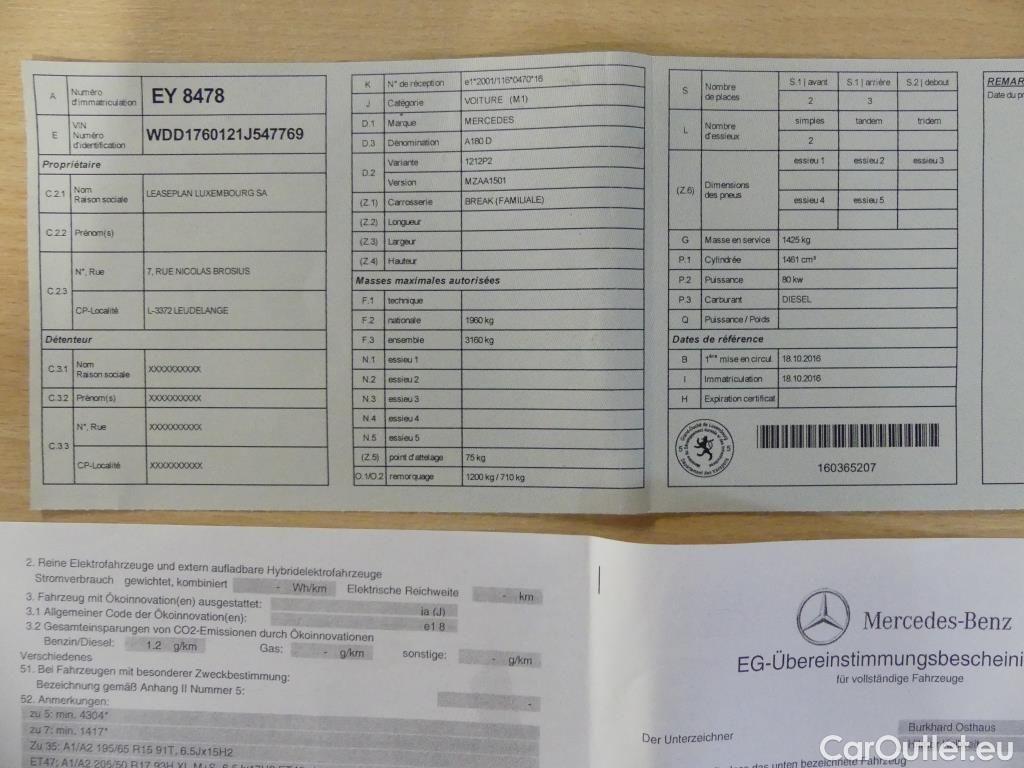 A Numéro d'immatriculation EY 8478
E VIN Numéro d'identification WDD1760121J547769
Propriétaire
C.2.1 Nom Raison sociale LEASEPLAN LUXEMBOURG SA
C.2.2 Prénom(s)
C.2.3 N°, Rue 7, RUE NICOLAS BROSIUS
CP-Localité L-3372 LEUDELANGE
Détenteur
C.3.1 Nom Raison sociale XXXXXXXXXX
C.3.2 Prénom(s) XXXXXXXXXX
C.3.3 N°, Rue XXXXXXXXXX
CP-Localité XXXXXXXXXX
K N° de réception e1*2001/116*0470*16
J Catégorie VOITURE (M1)
D.1 Marque MERCEDES
D.3 Dénomination A180 D
D.2 Variante 1212P2
Version MZAA1501
(Z.1) Carrosserie BREAK (FAMILIALE)
(Z.2) Longueur
(Z.3) Largeur
(Z.4) Hauteur
Masses maximales autorisées
F.1 technique
F.2 nationale 1960 kg
F.3 ensemble 3160 kg
N.1 essieu 1
N.2 essieu 2
N.3 essieu 3
N.4 essieu 4
N.5 essieu 5
(Z.5) point d'attelage 75 kg
O.1/O.2 remorquage 1200 kg / 710 kg
S Nombre de places S.1 | avant S.1 | arrière S.2 | debout
2 3
L Nombre d'essieux simples tandem tridem
2
(Z.6) Dimensions des pneus essieu 1 essieu 2 essieu 3
essieu 4 essieu 5
G Masse en service 1425 kg
P.1 Cylindrée 1461 cm³
P.2 Puissance 80 kw
P.3 Carburant DIESEL
Q Puissance / Poids
Dates de référence
B 1ère mise en circul. 18.10.2016
I Immatriculation 18.10.2016
H Expiration certificat
160365207
REMAR
Date du pr
2. Reine Elektrofahrzeuge und extern aufladbare Hybridelektrofahrzeuge
Stromverbrauch gewichtet, kombiniert - Wh/km Elektrische Reichweite - km
3. Fahrzeug mit Ökoinnovation(en) ausgestattet: ja (J)
3.1 Allgemeiner Code der Ökoinnovation(en): e1 8
3.2 Gesamteinsparungen von CO2-Emissionen durch Ökoinnovationen
Benzin/Diesel: 1.2 g/km Gas: - g/km sonstige: - g/km
Verschiedenes
51. Bei Fahrzeugen mit besonderer Zweckbestimmung:
Bezeichnung gemäß Anhang II Nummer 5: -
52. Anmerkungen:
zu 5: min. 4304*
zu 7: min. 1417*
Zu 35: A1/A2 195/65 R15 91T, 6.5Jx15H2
ET47; A1/A2 205/50 R17 93H XL M+S,
Mercedes-Benz
EG-Übereinstimmungsbescheini
für vollständige Fahrzeuge
Der Unterzeichner Burkhard Osthaus
das unten bezeichnete Fahrzeug
CarOutlet.eu